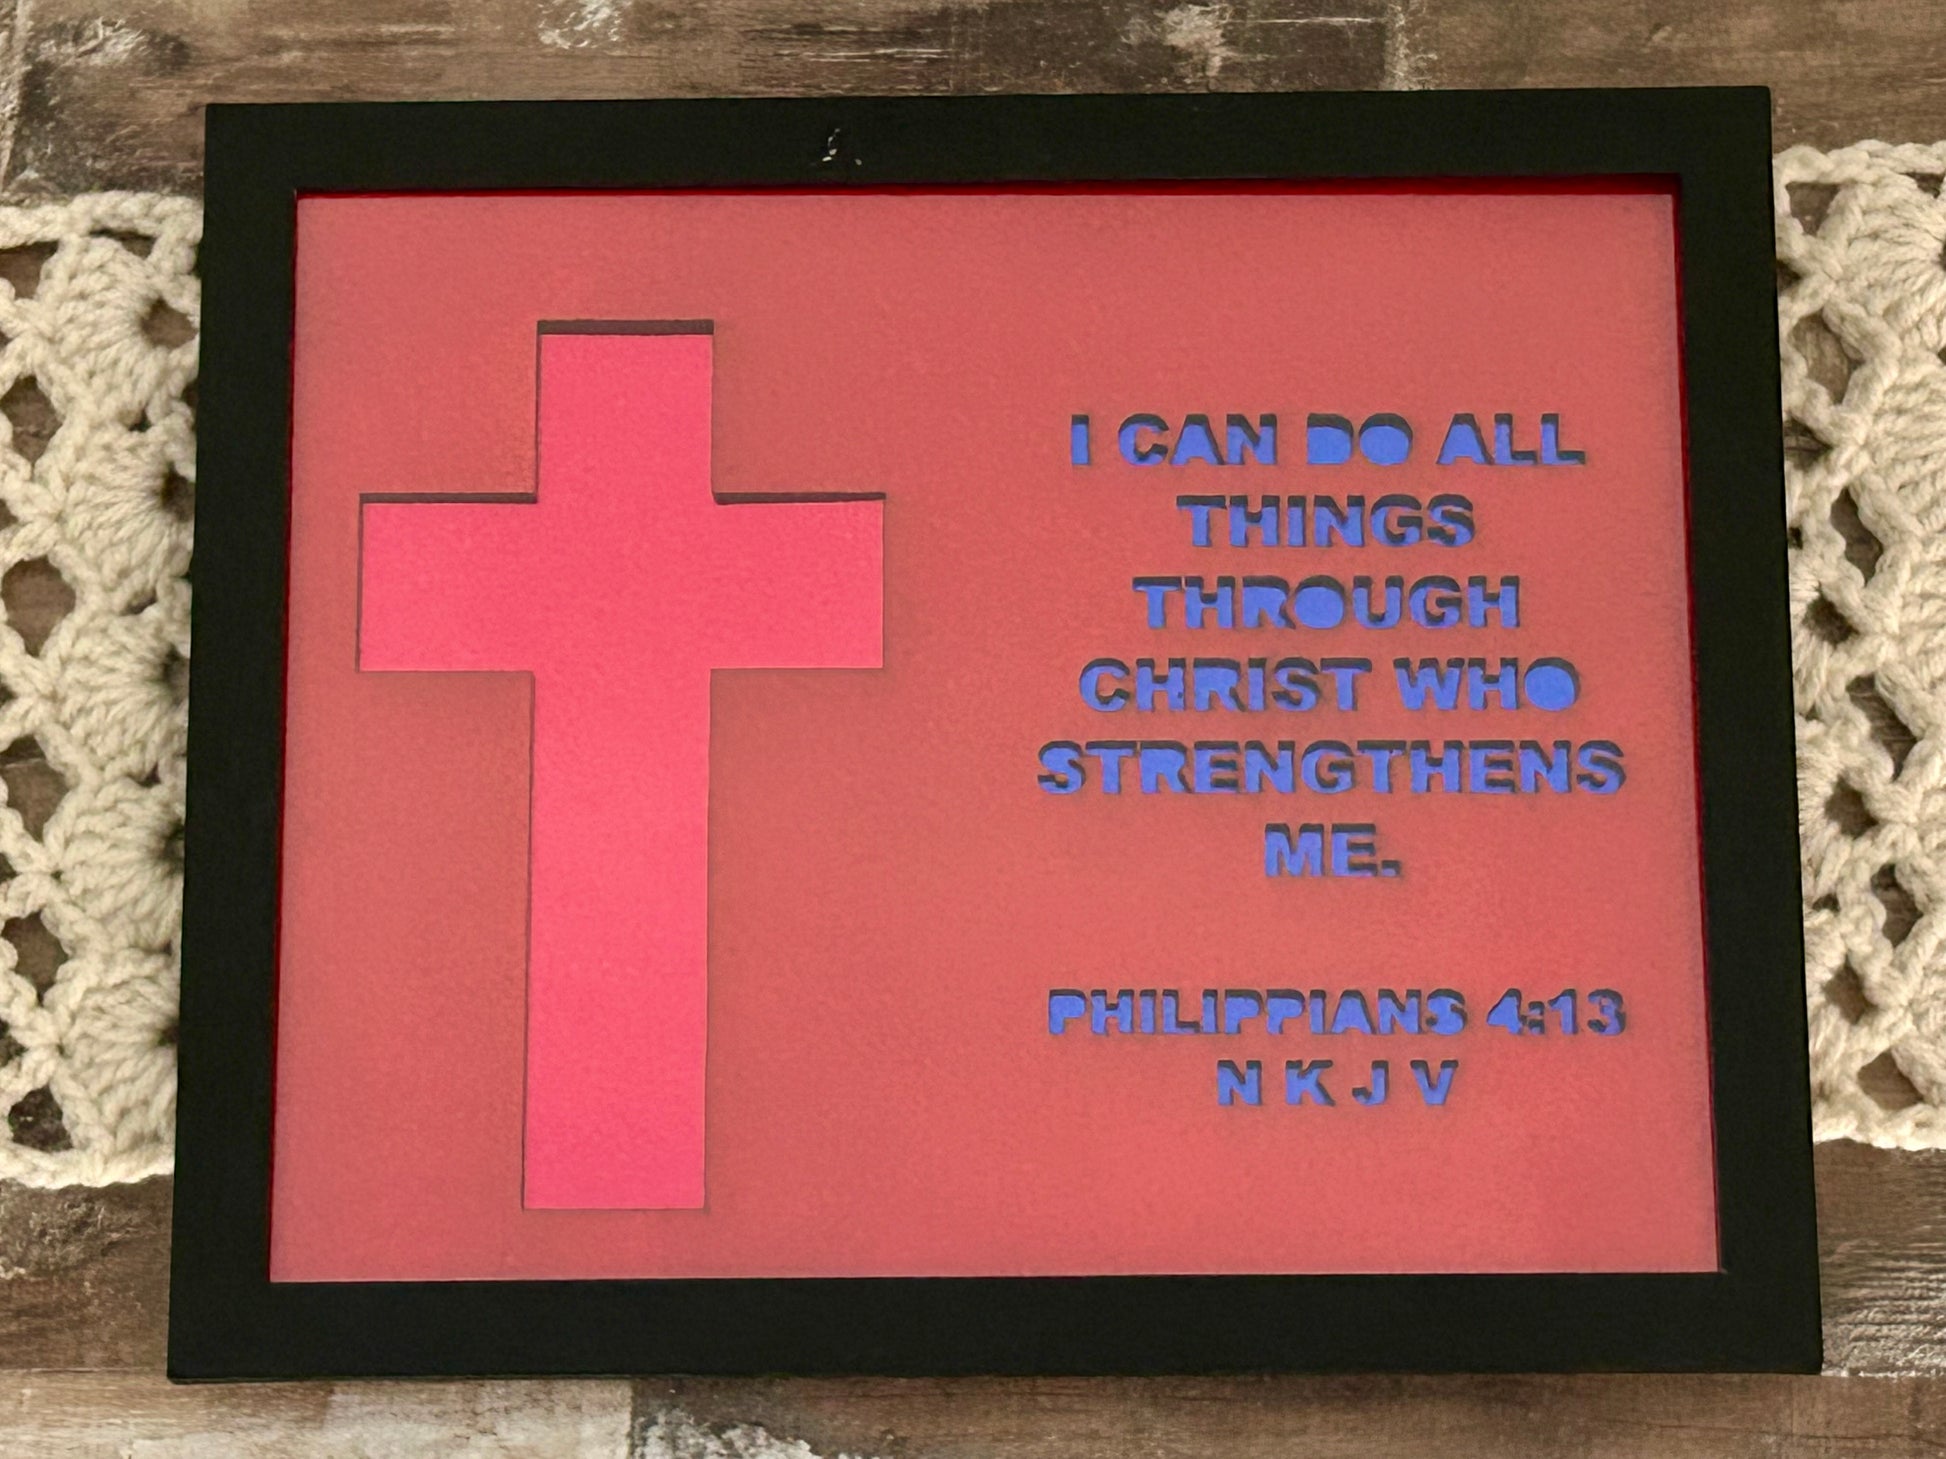 I CAN DO ALL
THINGS
THROUGH
CHRIST WHO
STRENGTHENS
ME.
PHILIPPIANS 4:13
N K J V